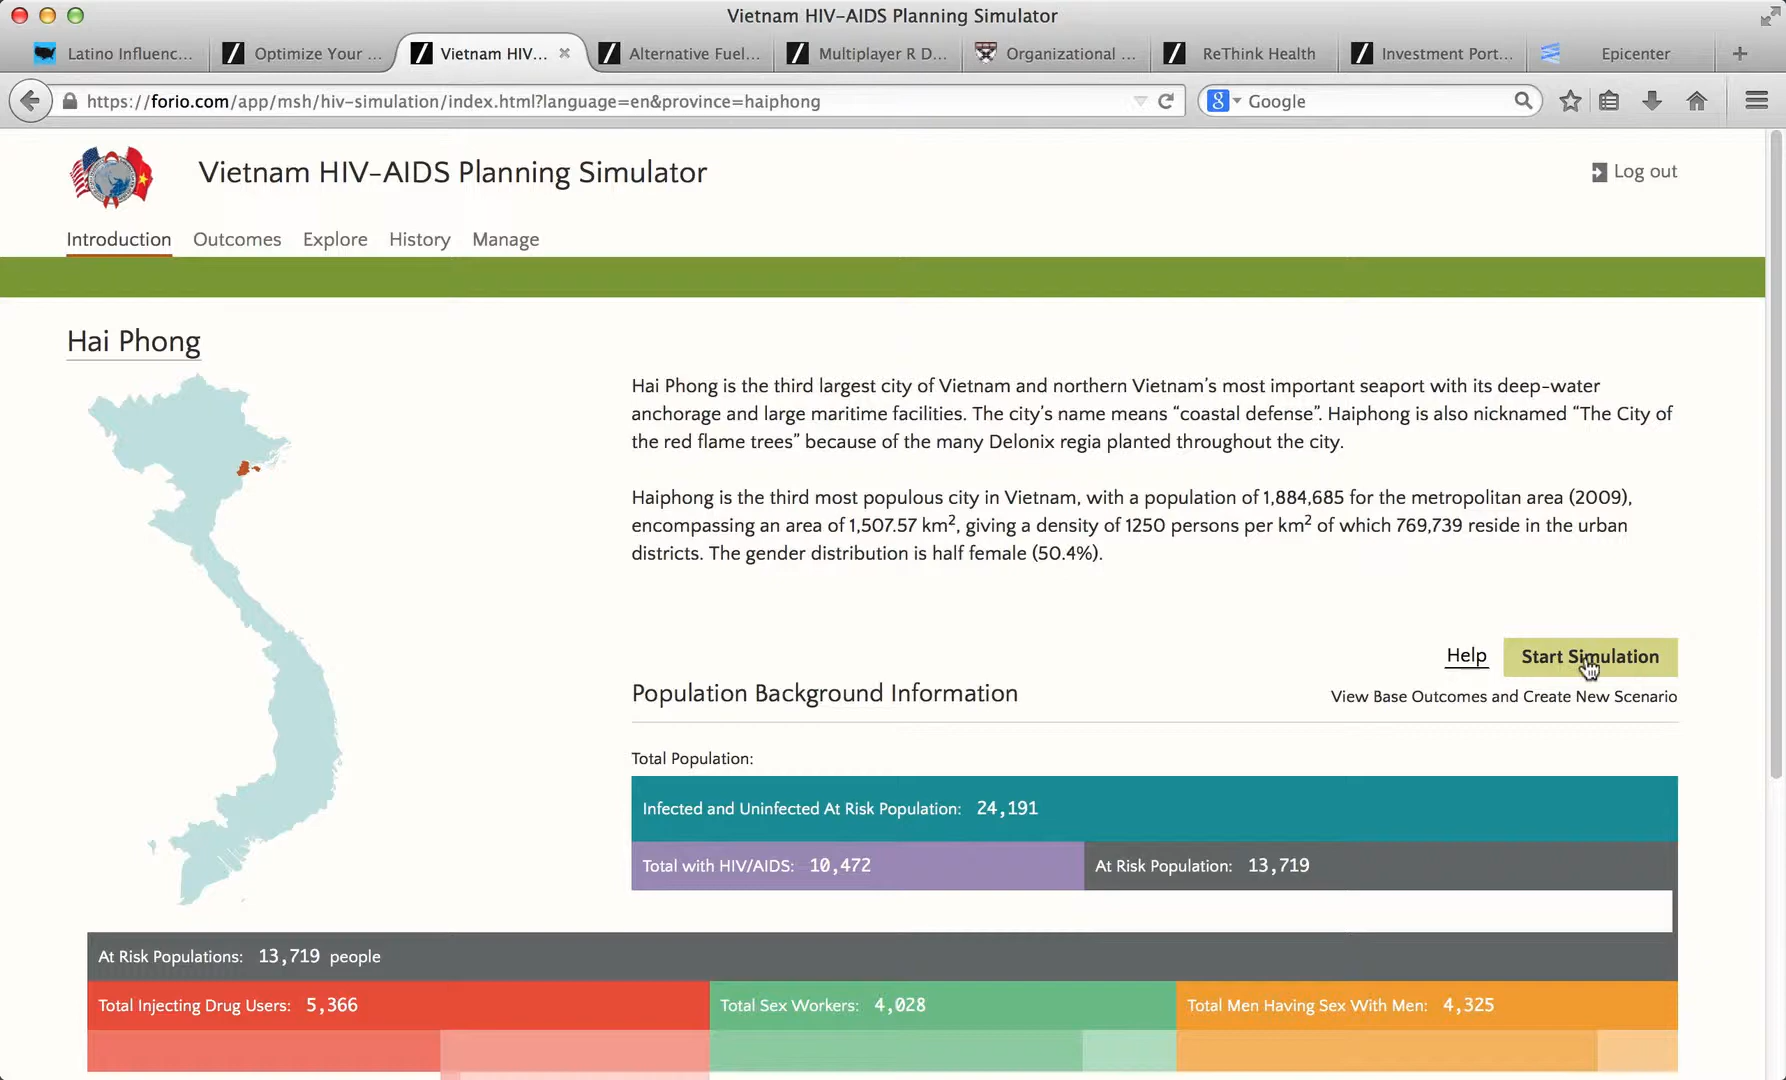 Vietnam HIV-AIDS Planning Simulator
Latino Influenc...
Optimize Your ...
Vietnam HIV...
Alternative Fuel...
Multiplayer R D...
Organizational ...
ReThink Health
Investment Port...
Epicenter
https://forio.com/app/msh/hiv-simulation/index.html?language=en&province=haiphong
Google
Vietnam HIV-AIDS Planning Simulator
Log out
Introduction
Outcomes
Explore
History
Manage
Hai Phong
Hai Phong is the third largest city of Vietnam and northern Vietnam's most important seaport with its deep-water
anchorage and large maritime facilities. The city's name means “coastal defense”. Haiphong is also nicknamed “The City of
the red flame trees” because of the many Delonix regia planted throughout the city.
Haiphong is the third most populous city in Vietnam, with a population of 1,884,685 for the metropolitan area (2009),
encompassing an area of 1,507.57 km², giving a density of 1250 persons per km² of which 769,739 reside in the urban
districts. The gender distribution is half female (50.4%).
Help
Start Simulation
Population Background Information
View Base Outcomes and Create New Scenario
Total Population:
Infected and Uninfected At Risk Population: 24,191
Total with HIV/AIDS: 10,472
At Risk Population: 13,719
At Risk Populations: 13,719 people
Total Injecting Drug Users: 5,366
Total Sex Workers: 4,028
Total Men Having Sex With Men: 4,325